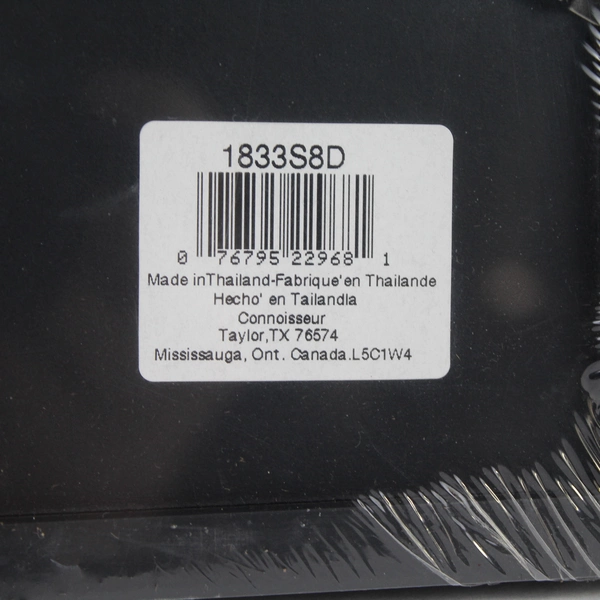 1833S8D
0 76795 22968 1
Made inThailand-Fabrique'en Thailande
Hecho' en Tailandia
Connoisseur
Taylor,TX 76574
Mississauga, Ont. Canada.L5C1W4